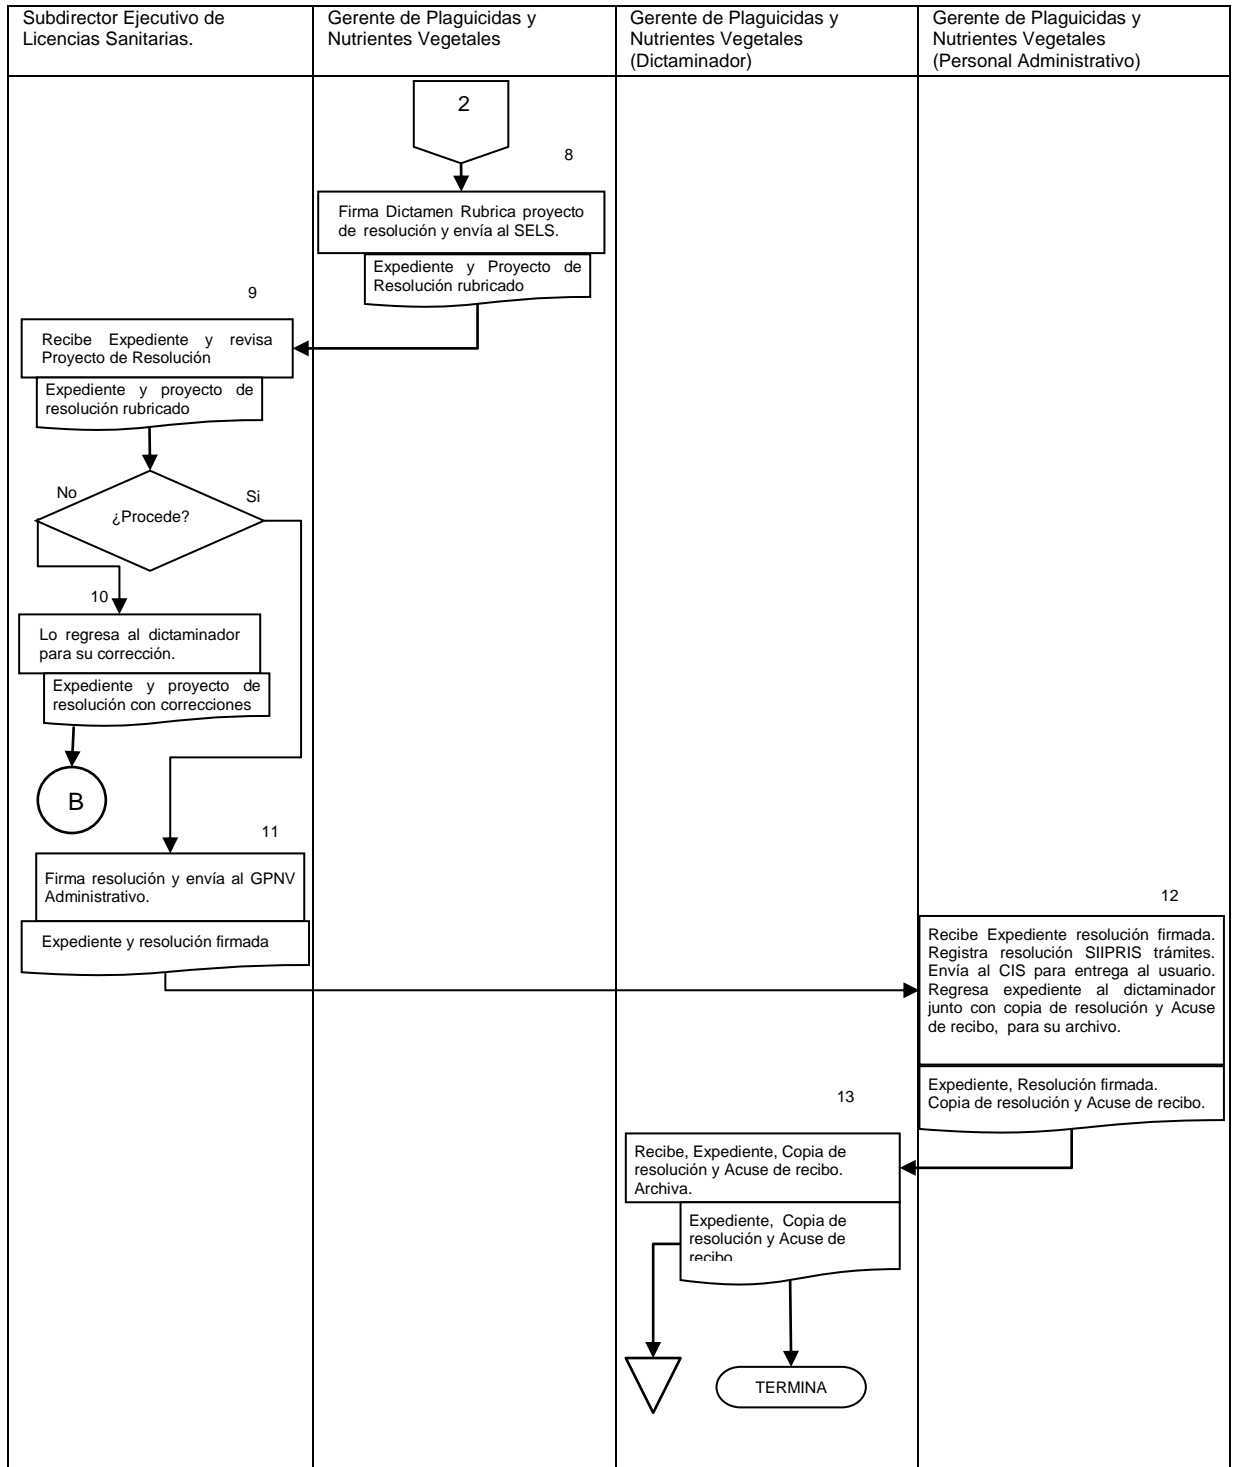 Subdirector Ejecutivo de
Licencias Sanitarias.
Gerente de Plaguicidas y
Nutrientes Vegetales
Gerente de Plaguicidas y
Nutrientes Vegetales
(Dictaminador)
Gerente de Plaguicidas y
Nutrientes Vegetales
(Personal Administrativo)
2
8
Firma Dictamen Rubrica proyecto
de resolución y envía al SELS.
Expediente y Proyecto de
Resolución rubricado
9
Recibe Expediente y revisa
Proyecto de Resolución
Expediente y proyecto de
resolución rubricado
No
Si
¿Procede?
10
Lo regresa al dictaminador
para su corrección.
Expediente y proyecto de
resolución con correcciones
B
11
Firma resolución y envía al GPNV
Administrativo.
Expediente y resolución firmada
12
Recibe Expediente resolución firmada.
Registra resolución SIIPRIS trámites.
Envía al CIS para entrega al usuario.
Regresa expediente al dictaminador
junto con copia de resolución y Acuse
de recibo, para su archivo.
Expediente, Resolución firmada.
Copia de resolución y Acuse de recibo.
13
Recibe, Expediente, Copia de
resolución y Acuse de recibo.
Archiva.
Expediente, Copia de
resolución y Acuse de
recibo
TERMINA